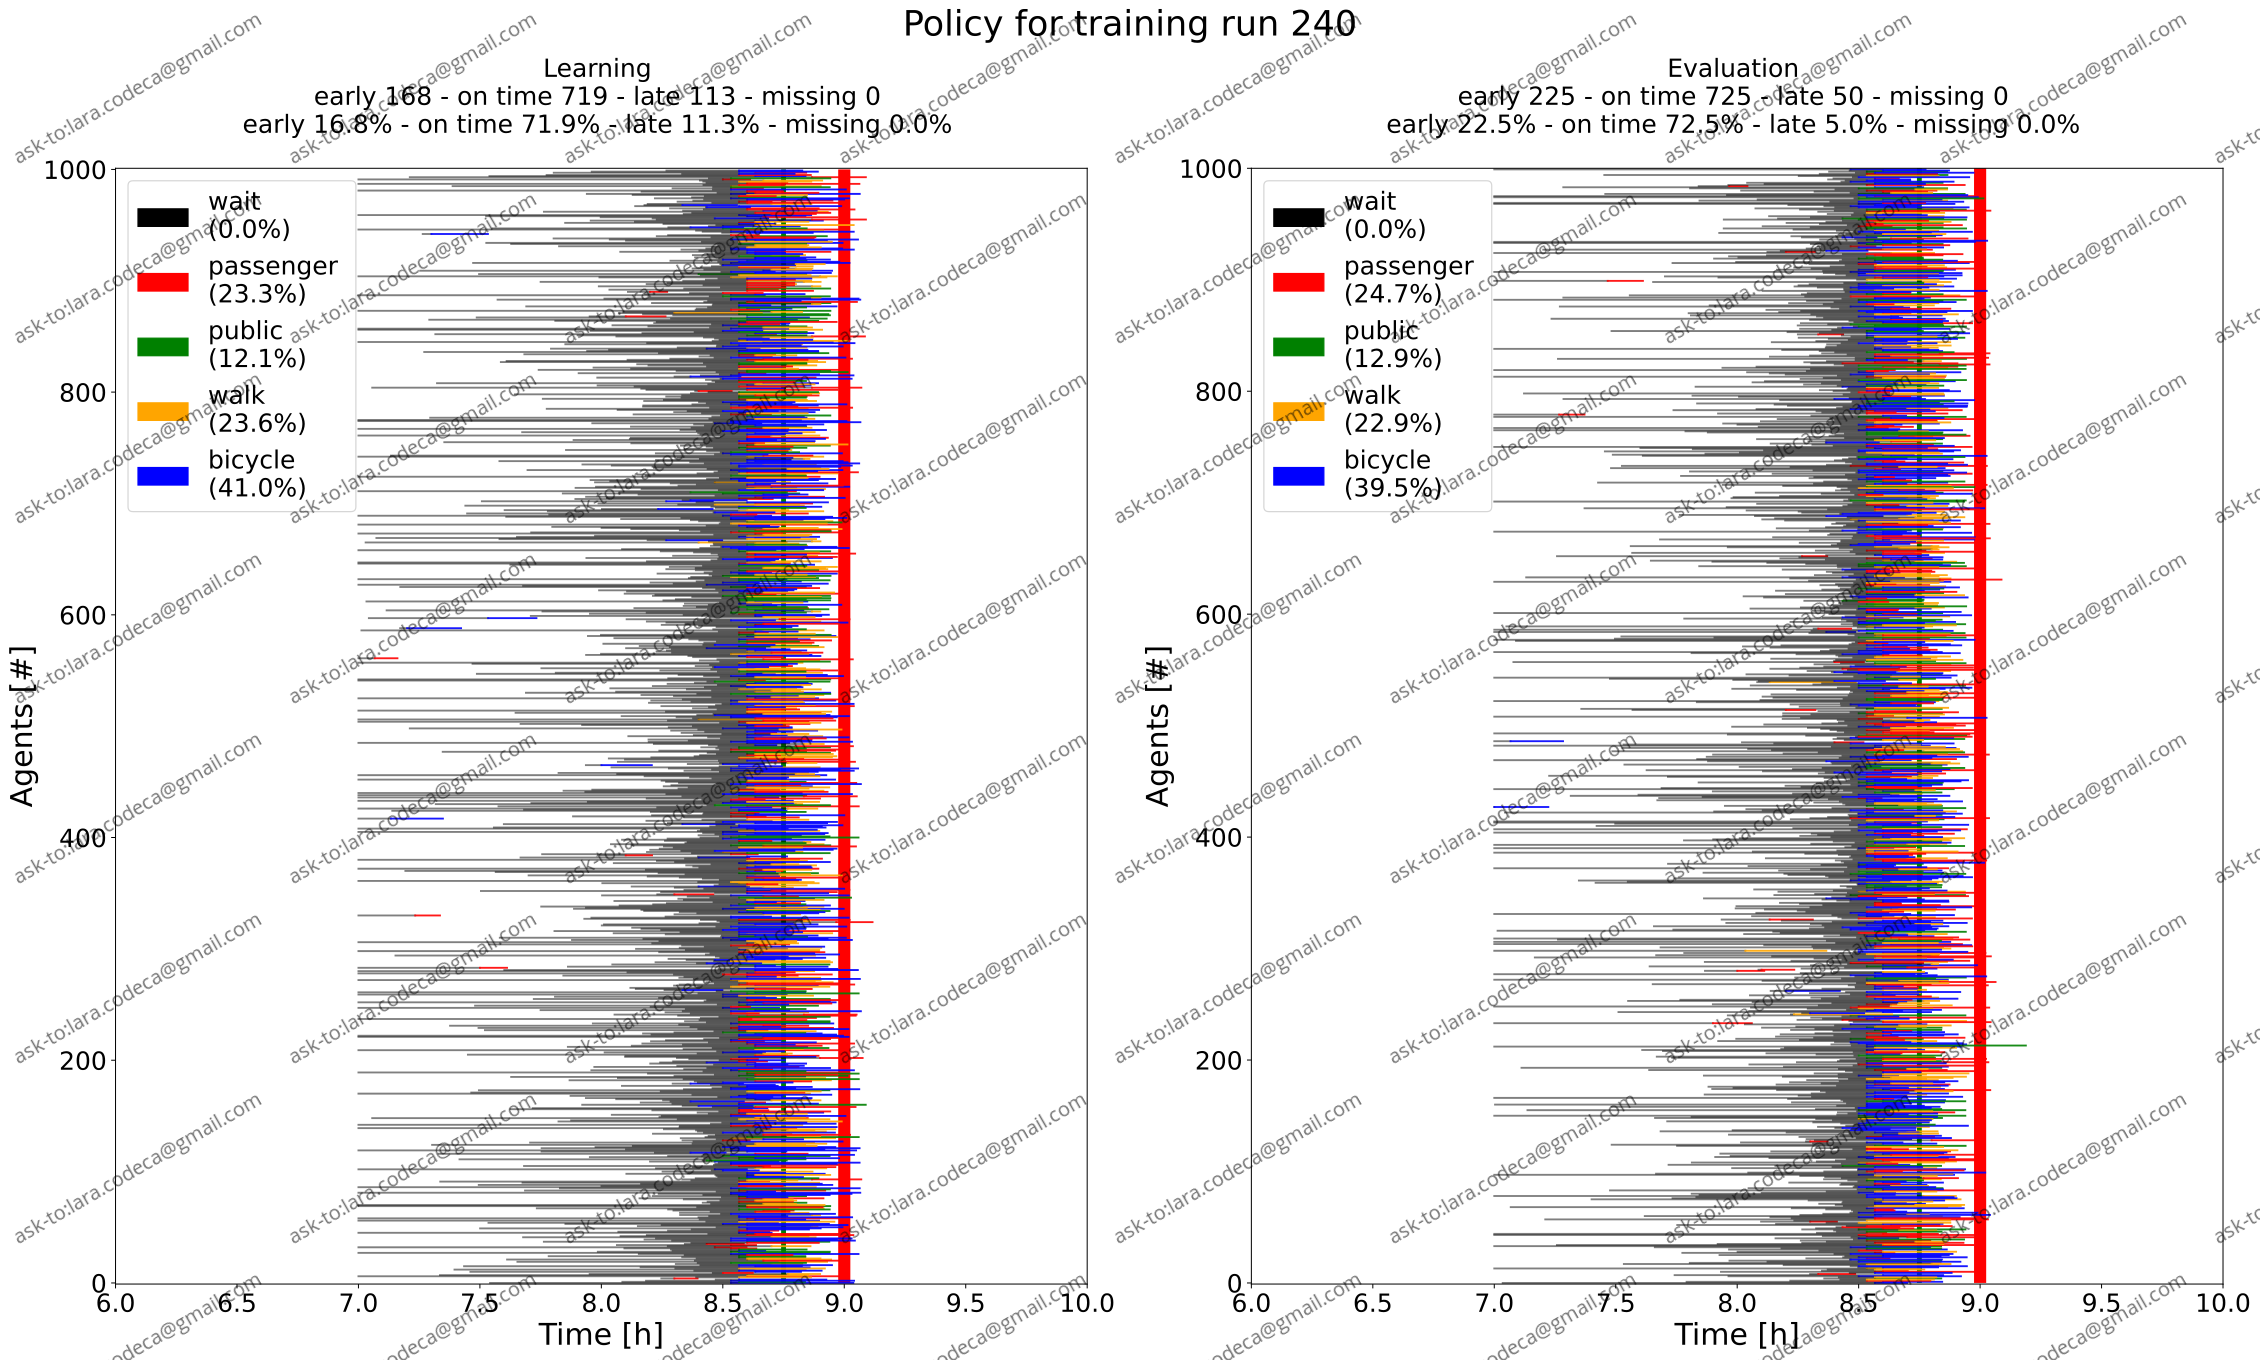 Policy for training run 240
Learning
early 168 - on time 719 - late 113 - missing 0
early 16.8% - on time 71.9% - late 11.3% - missing 0.0%
Agents [#]
1000
800
600
400
200
0
wait
(0.0%)
passenger
(23.3%)
public
(12.1%)
walk
(23.6%)
bicycle
(41.0%)
6.0 6.5 7.0 7.5 8.0 8.5 9.0 9.5 10.0
Time [h]
Evaluation
early 225 - on time 725 - late 50 - missing 0
early 22.5% - on time 72.5% - late 5.0% - missing 0.0%
Agents [#]
1000
800
600
400
200
0
wait
(0.0%)
passenger
(24.7%)
public
(12.9%)
walk
(22.9%)
bicycle
(39.5%)
6.0 6.5 7.0 7.5 8.0 8.5 9.0 9.5 10.0
Time [h]
ask-to:lara.codeca@gmail.com